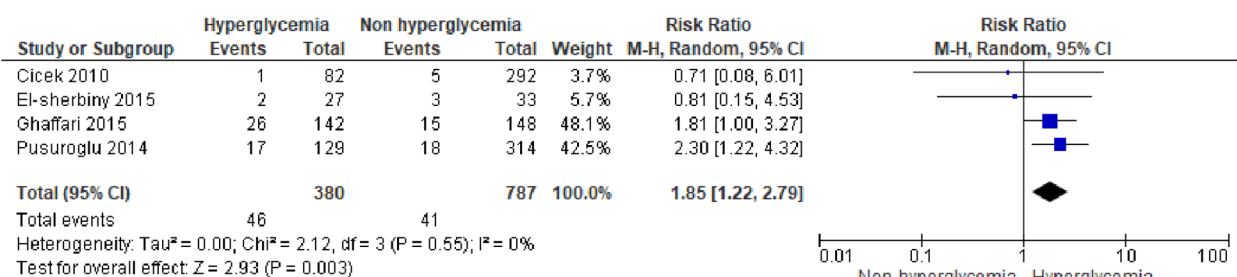 Hyperglycemia Non hyperglycemia Risk Ratio Risk Ratio
Study or Subgroup Events Total Events Total Weight M-H, Random, 95% CI M-H, Random, 95% CI
Cicek 2010 1 82 5 292 3.7% 0.71 [0.08, 6.01]
El-sherbiny 2015 2 27 3 33 5.7% 0.81 [0.15, 4.53]
Ghaffari 2015 26 142 15 148 48.1% 1.81 [1.00, 3.27]
Pusuroglu 2014 17 129 18 314 42.5% 2.30 [1.22, 4.32]
Total (95% CI) 380 787 100.0% 1.85 [1.22, 2.79]
Total events 46 41
Heterogeneity: Tau² = 0.00; Chi² = 2.12, df = 3 (P = 0.55); I² = 0%
Test for overall effect: Z = 2.93 (P = 0.003)
0.01 0.1 1 10 100
Non hyperglycemia Hyperglycemia